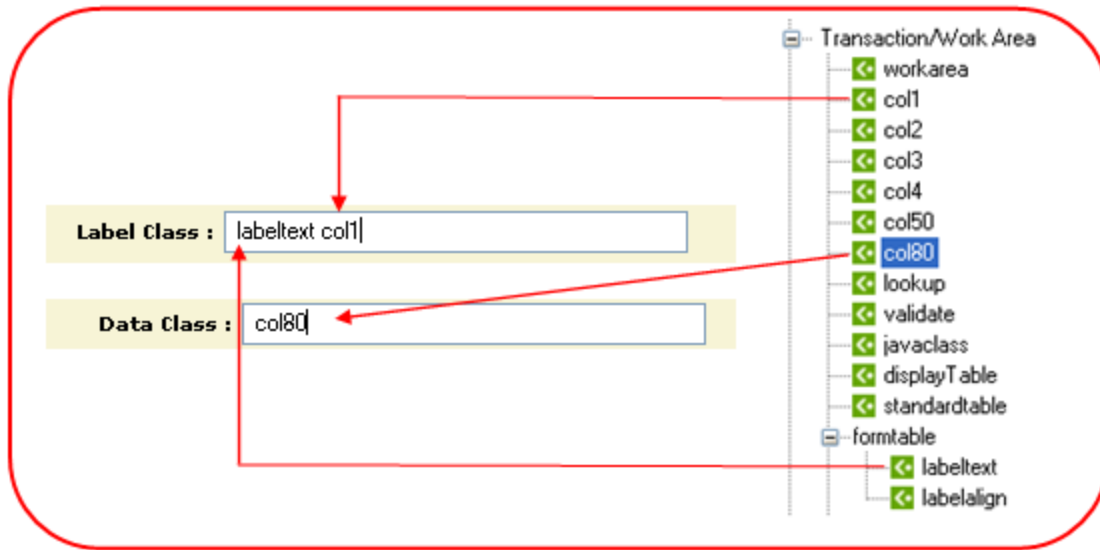 Transaction/Work Area
workarea
col1
col2
col3
col4
col50
col80
lookup
validate
javaclass
displayTable
standardtable
formtable
labeltext
labelalign
Label Class : labeltext col1
Data Class : col80